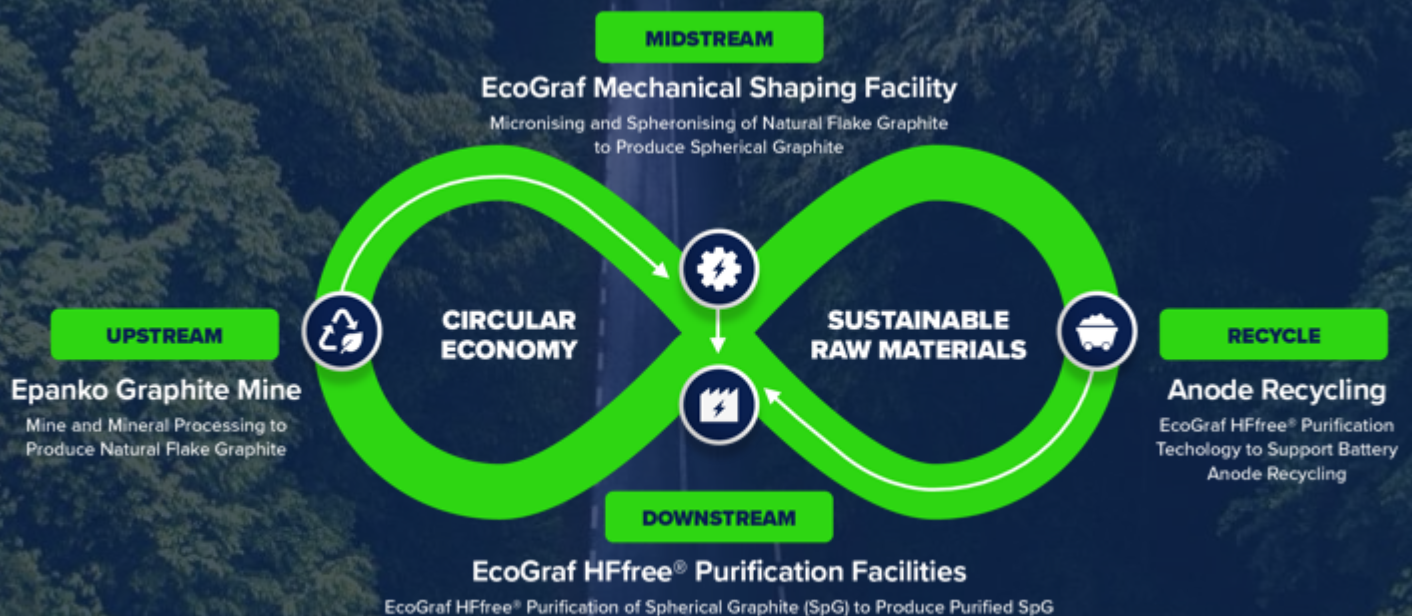 MIDSTREAM
EcoGraf Mechanical Shaping Facility
Micronising and Spheronising of Natural Flake Graphite
to Produce Spherical Graphite
UPSTREAM
Epanko Graphite Mine
Mine and Mineral Processing to
Produce Natural Flake Graphite
CIRCULAR
ECONOMY
SUSTAINABLE
RAW MATERIALS
RECYCLE
Anode Recycling
EcoGraf HFfree® Purification
Techology to Support Battery
Anode Recycling
DOWNSTREAM
EcoGraf HFfree® Purification Facilities
EcoGraf HFfree® Purification of Spherical Graphite (SpG) to Produce Purified SpG